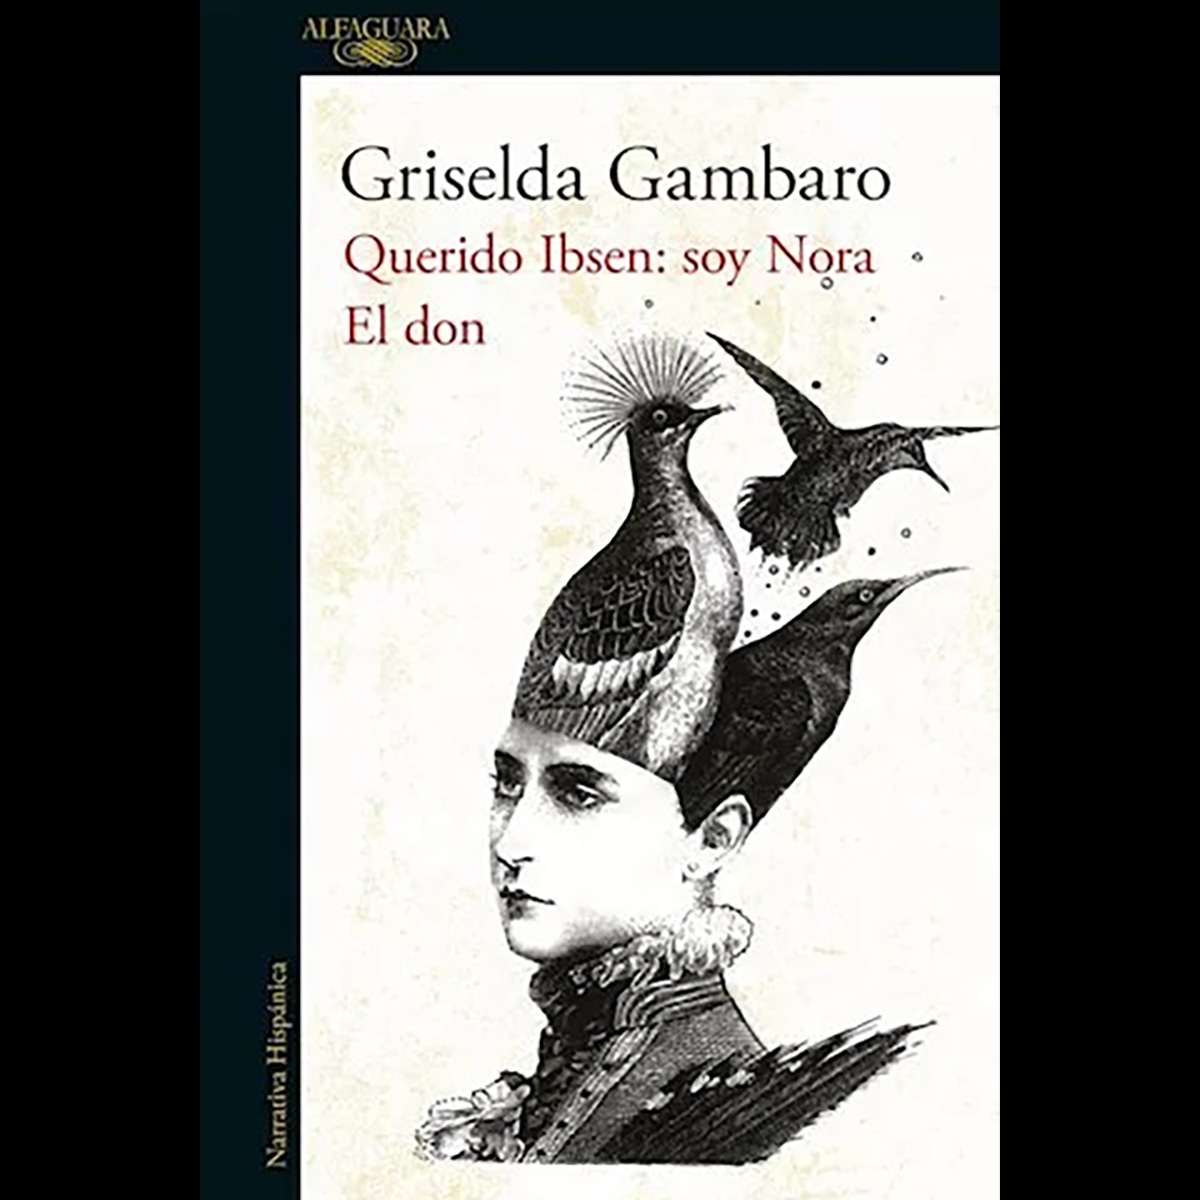 ALFAGUARA
Griselda Gambaro
Querido Ibsen: soy Nora
El don
Narrativa Hispánica